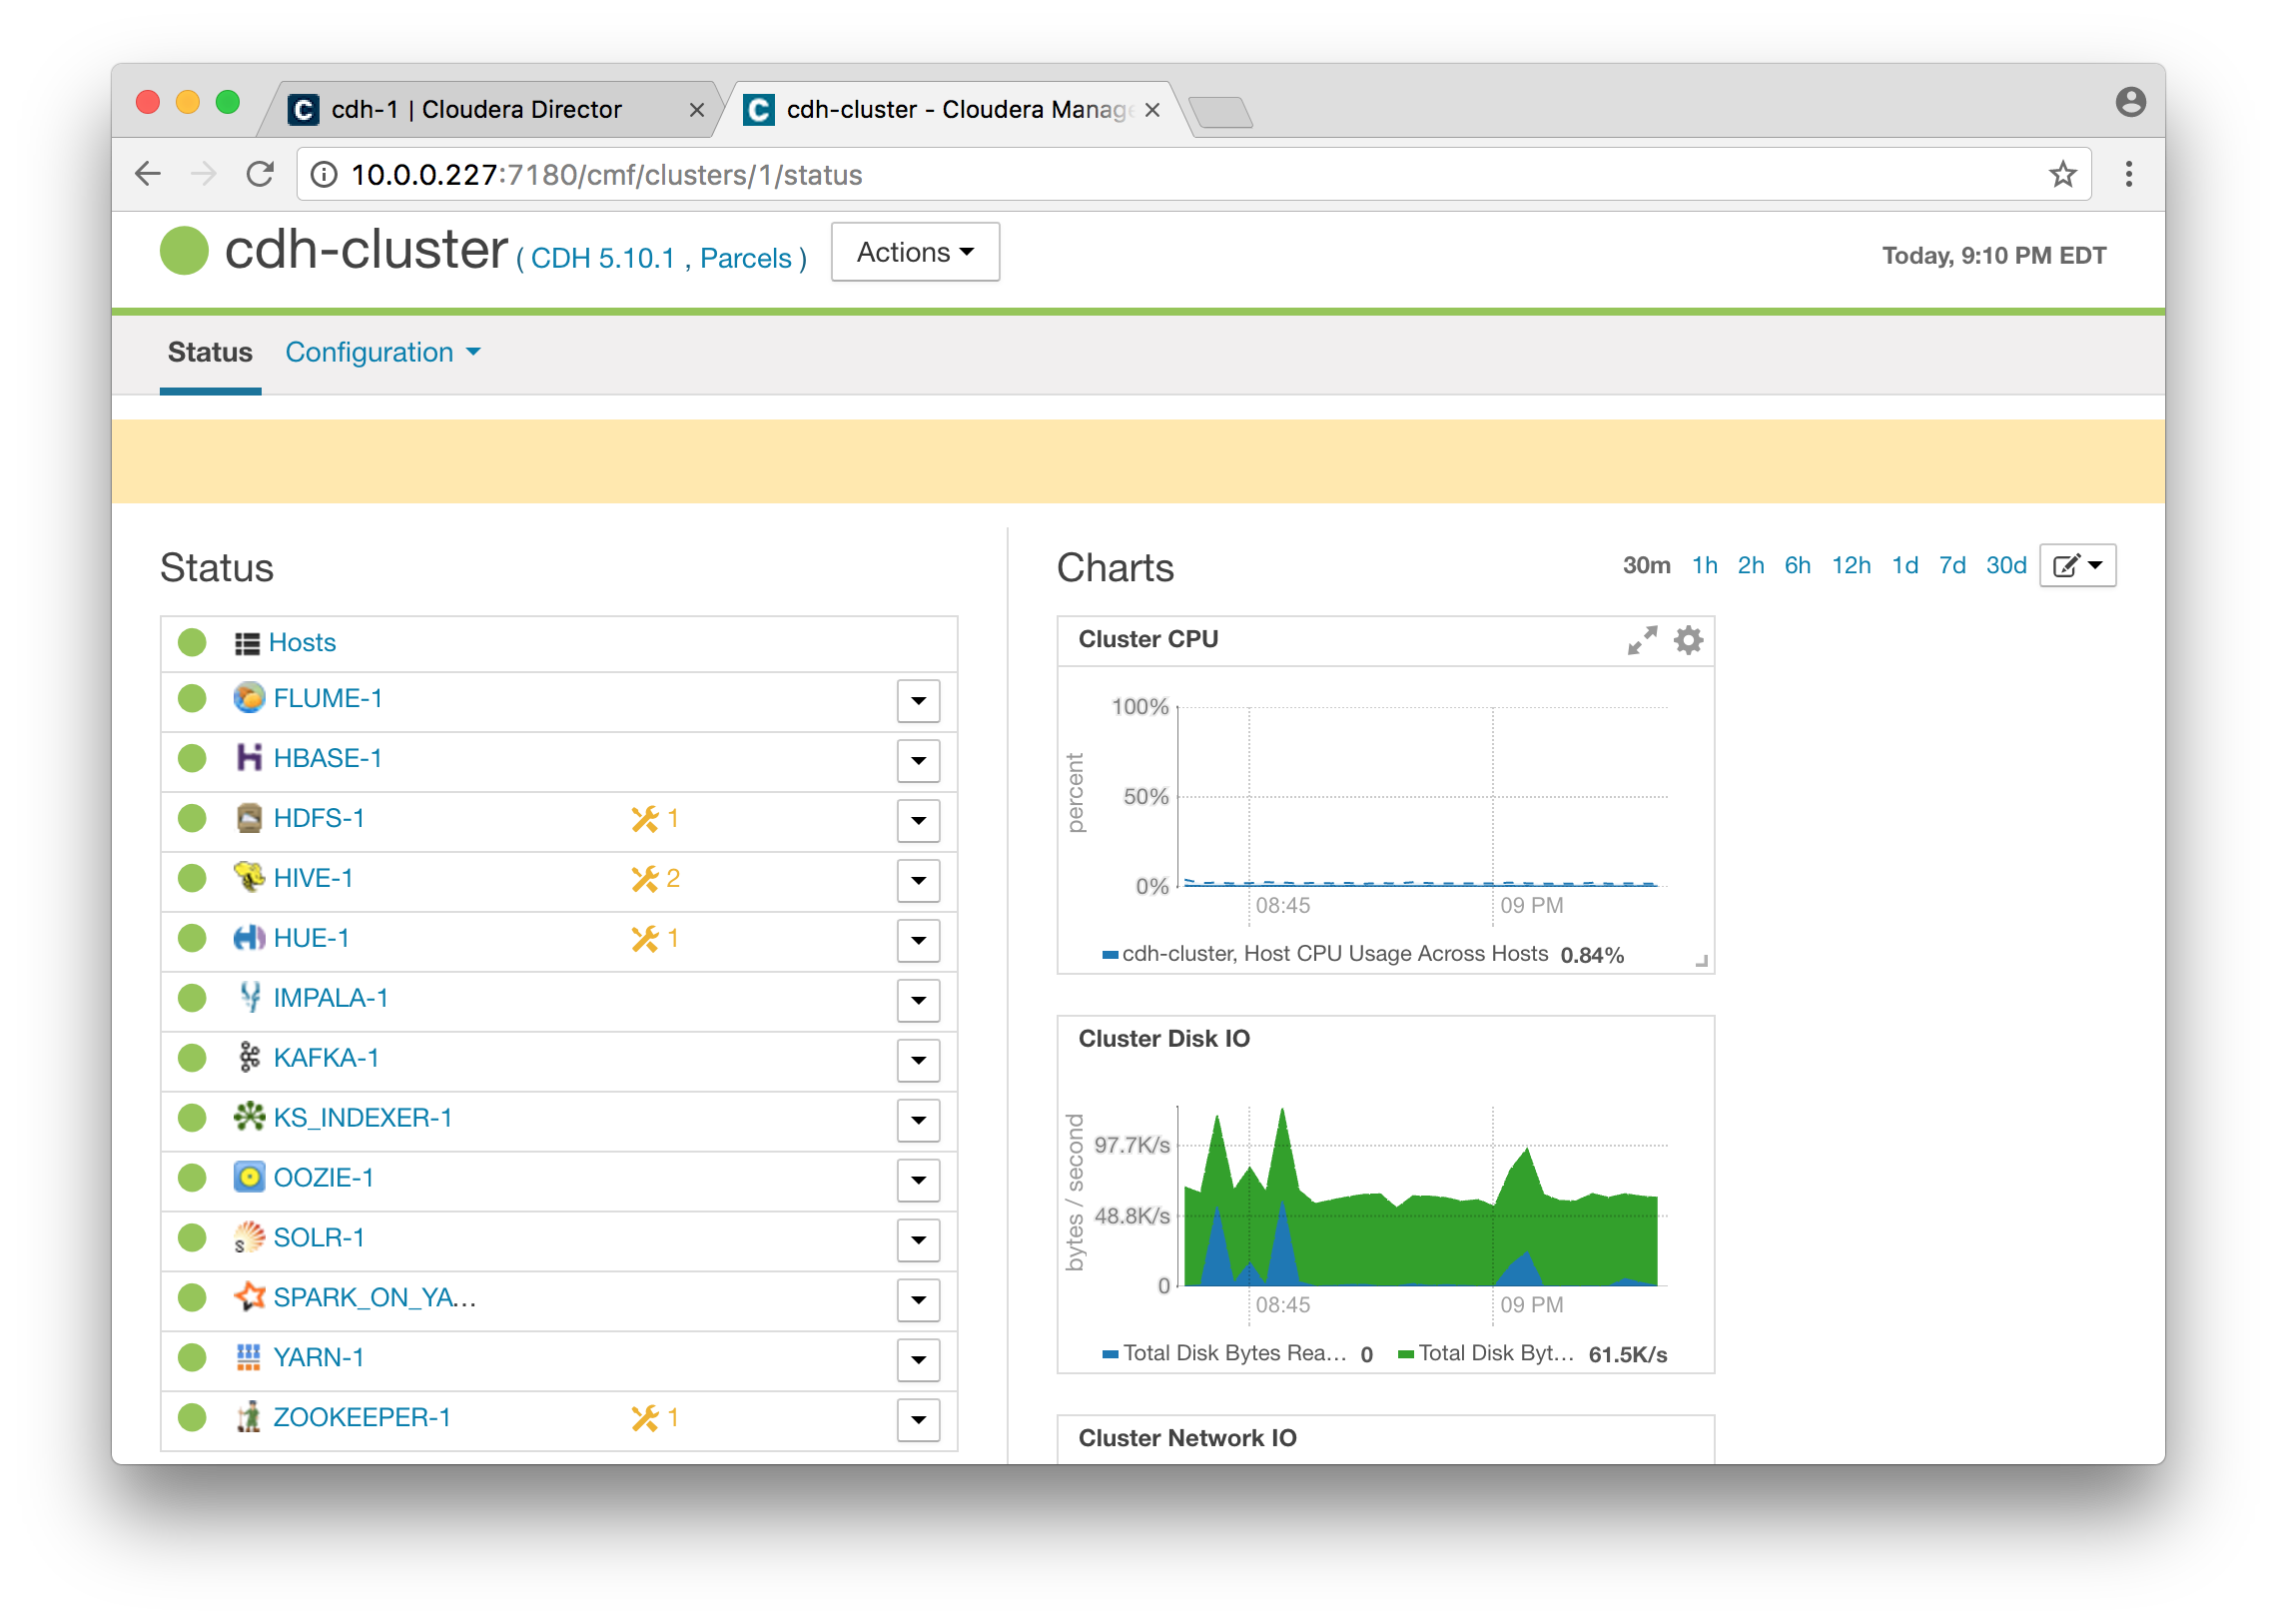 cdh-1 | Cloudera Director
cdh-cluster - Cloudera Manage
10.0.0.227:7180/cmf/clusters/1/status
cdh-cluster ( CDH 5.10.1 , Parcels ) Actions
Today, 9:10 PM EDT
Status Configuration
Status
Hosts
FLUME-1
HBASE-1
HDFS-1 1
HIVE-1 2
HUE-1 1
IMPALA-1
KAFKA-1
KS_INDEXER-1
OOZIE-1
SOLR-1
SPARK_ON_YA...
YARN-1
ZOOKEEPER-1 1
Charts
30m 1h 2h 6h 12h 1d 7d 30d
Cluster CPU
percent
100%
50%
0%
08:45 09 PM
cdh-cluster, Host CPU Usage Across Hosts 0.84%
Cluster Disk IO
bytes / second
97.7K/s
48.8K/s
0
08:45 09 PM
Total Disk Bytes Rea... 0 Total Disk Byt... 61.5K/s
Cluster Network IO